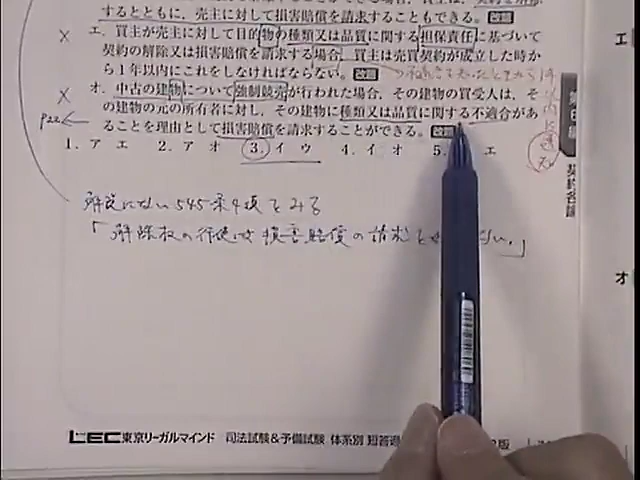 するとともに、売主に対して損害賠償を請求することもできる。改題
× エ．買主が売主に対して目的物の種類又は品質に関する担保責任に基づいて
契約の解除又は損害賠償を請求する場合、買主は売買契約が成立した時か
ら1年以内にこれをしなければならない。改題
× オ．中古の建物について強制競売が行われた場合、その建物の買受人は、そ
の建物の元の所有者に対し、その建物に種類又は品質に関する不適合があ
ることを理由として損害賠償を請求することができる。改題
1．ア エ 2．ア オ 3．イ ウ 4．イ オ 5． エ
545条4項をみる
「解除権の行使は 損害賠償の請求を
契約各論
エ
オ
LEC東京リーガルマインド 司法試験&予備試験 体系別 短答過 版